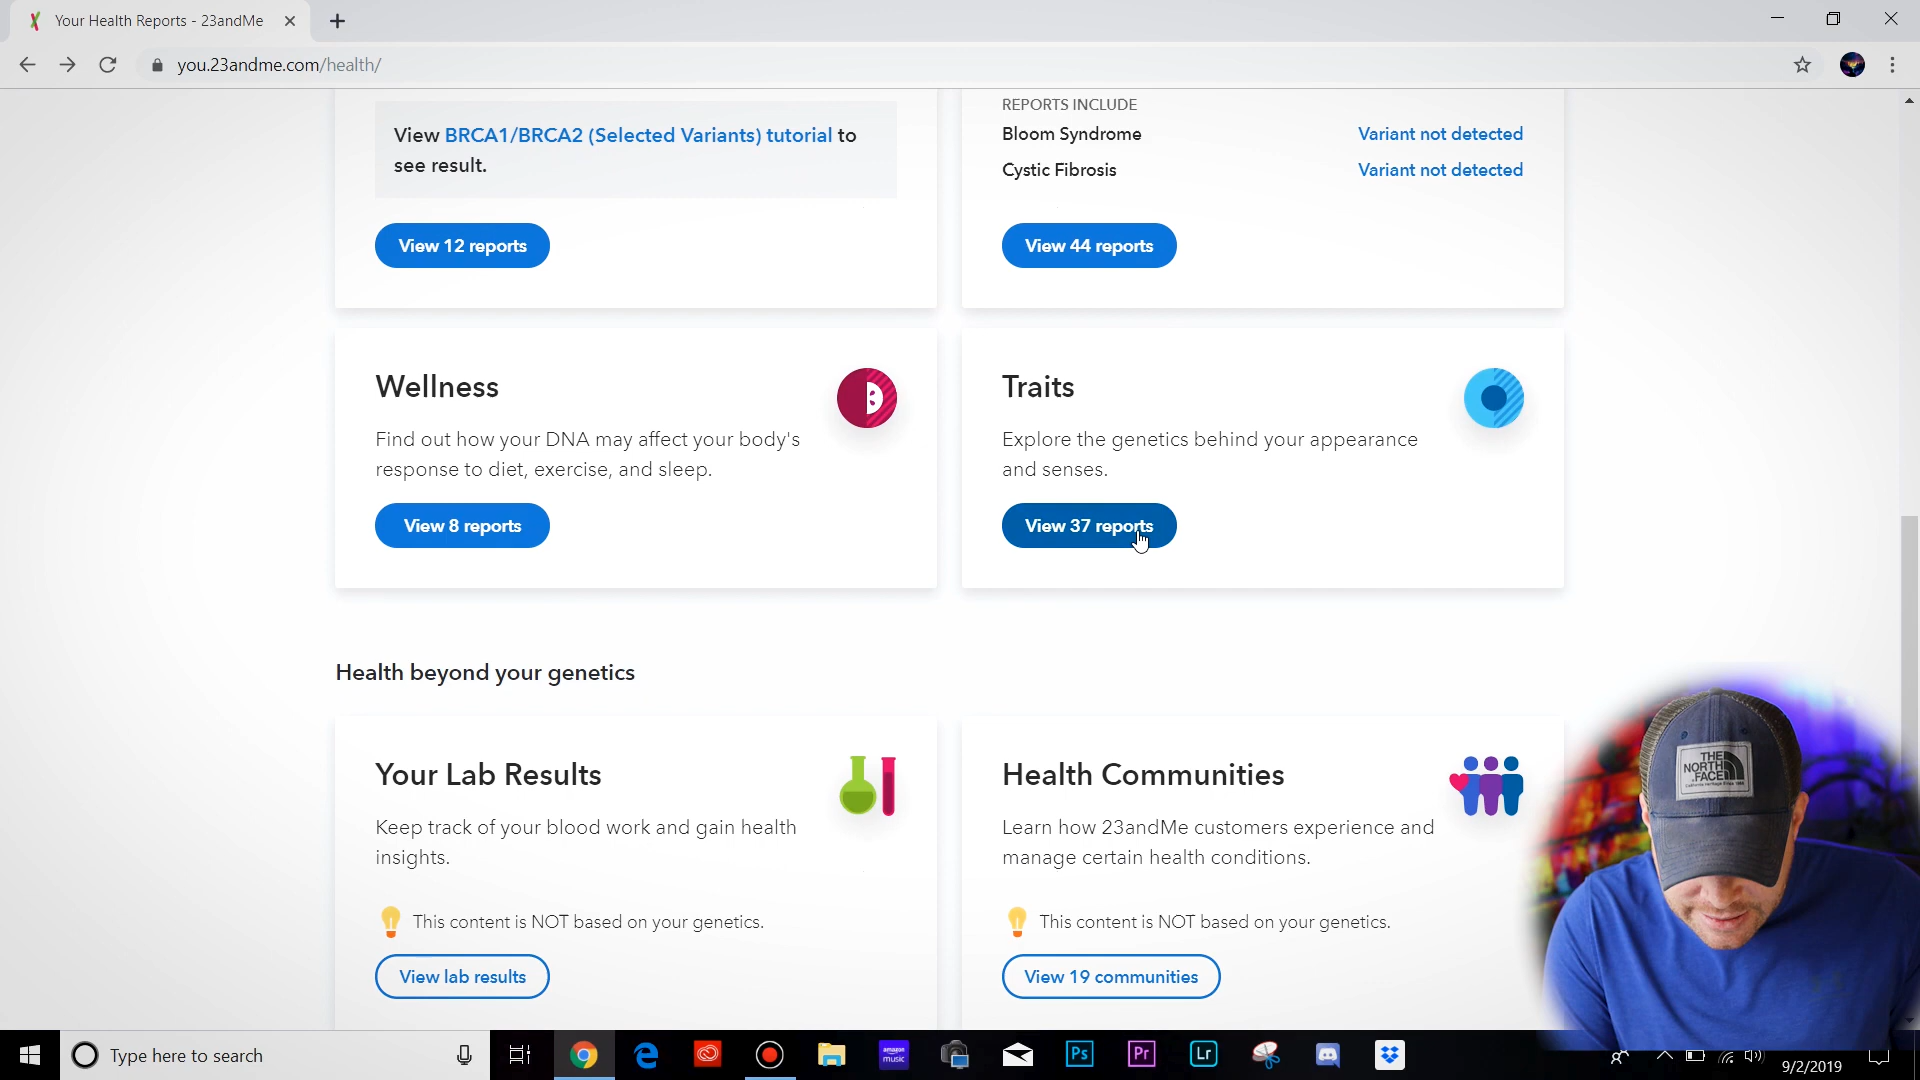 Your Health Reports - 23andMe
you.23andme.com/health/
View BRCA1/BRCA2 (Selected Variants) tutorial to
see result.
View 12 reports
REPORTS INCLUDE
Bloom Syndrome Variant not detected
Cystic Fibrosis Variant not detected
View 44 reports
Wellness
Find out how your DNA may affect your body's
response to diet, exercise, and sleep.
View 8 reports
Traits
Explore the genetics behind your appearance
and senses.
View 37 reports
Health beyond your genetics
Your Lab Results
Keep track of your blood work and gain health
insights.
This content is NOT based on your genetics.
View lab results
Health Communities
Learn how 23andMe customers experience and
manage certain health conditions.
This content is NOT based on your genetics.
View 19 communities
THE
NORTH
FACE
Type here to search
amazon
music
Ps
Pr
Lr
9/2/2019